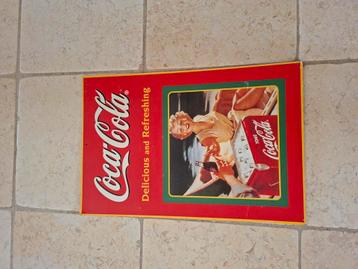 Coca-Cola®
Delicious and Refreshing
Coca-Cola